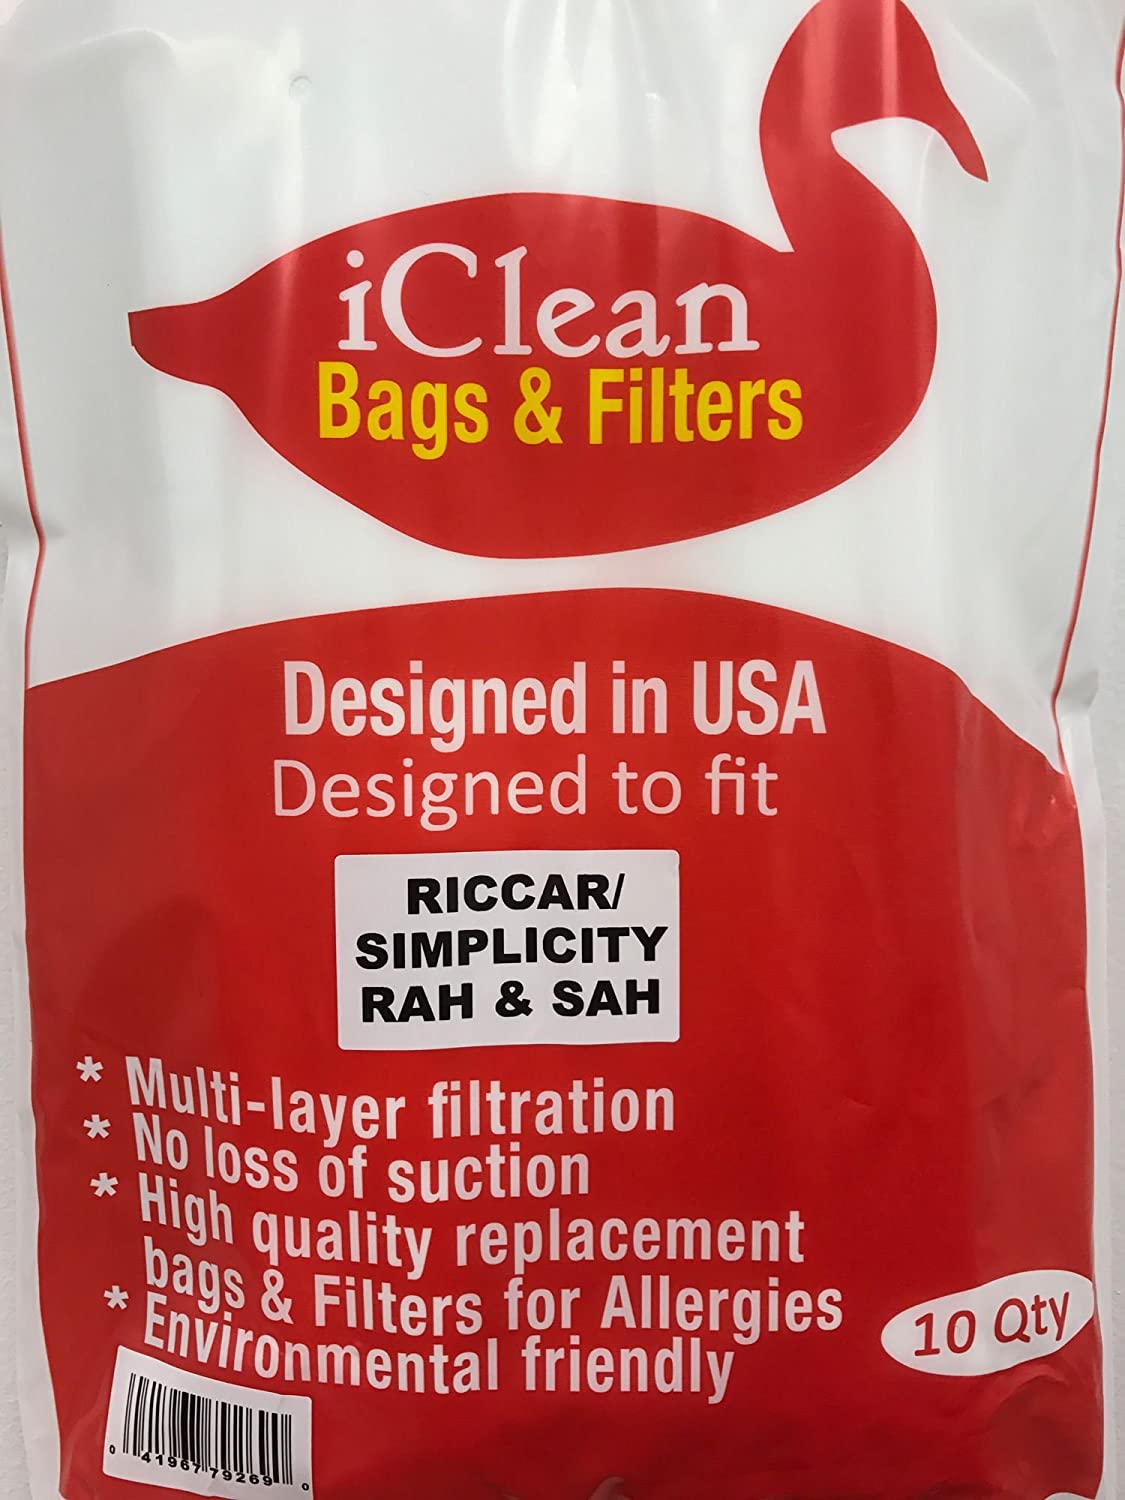 iClean
Bags & Filters
Designed in USA
Designed to fit
RICCAR/
SIMPLICITY
RAH & SAH
* Multi-layer filtration
* No loss of suction
* High quality replacement
bags & Filters for Allergies
* Environmental friendly
10 Qty
0 41967 79269 0